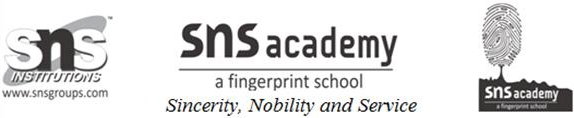 SNS
INSTITUTIONS
www.snsgroups.com
sns academy
a fingerprint school
Sincerity, Nobility and Service
sns academy
a fingerprint school